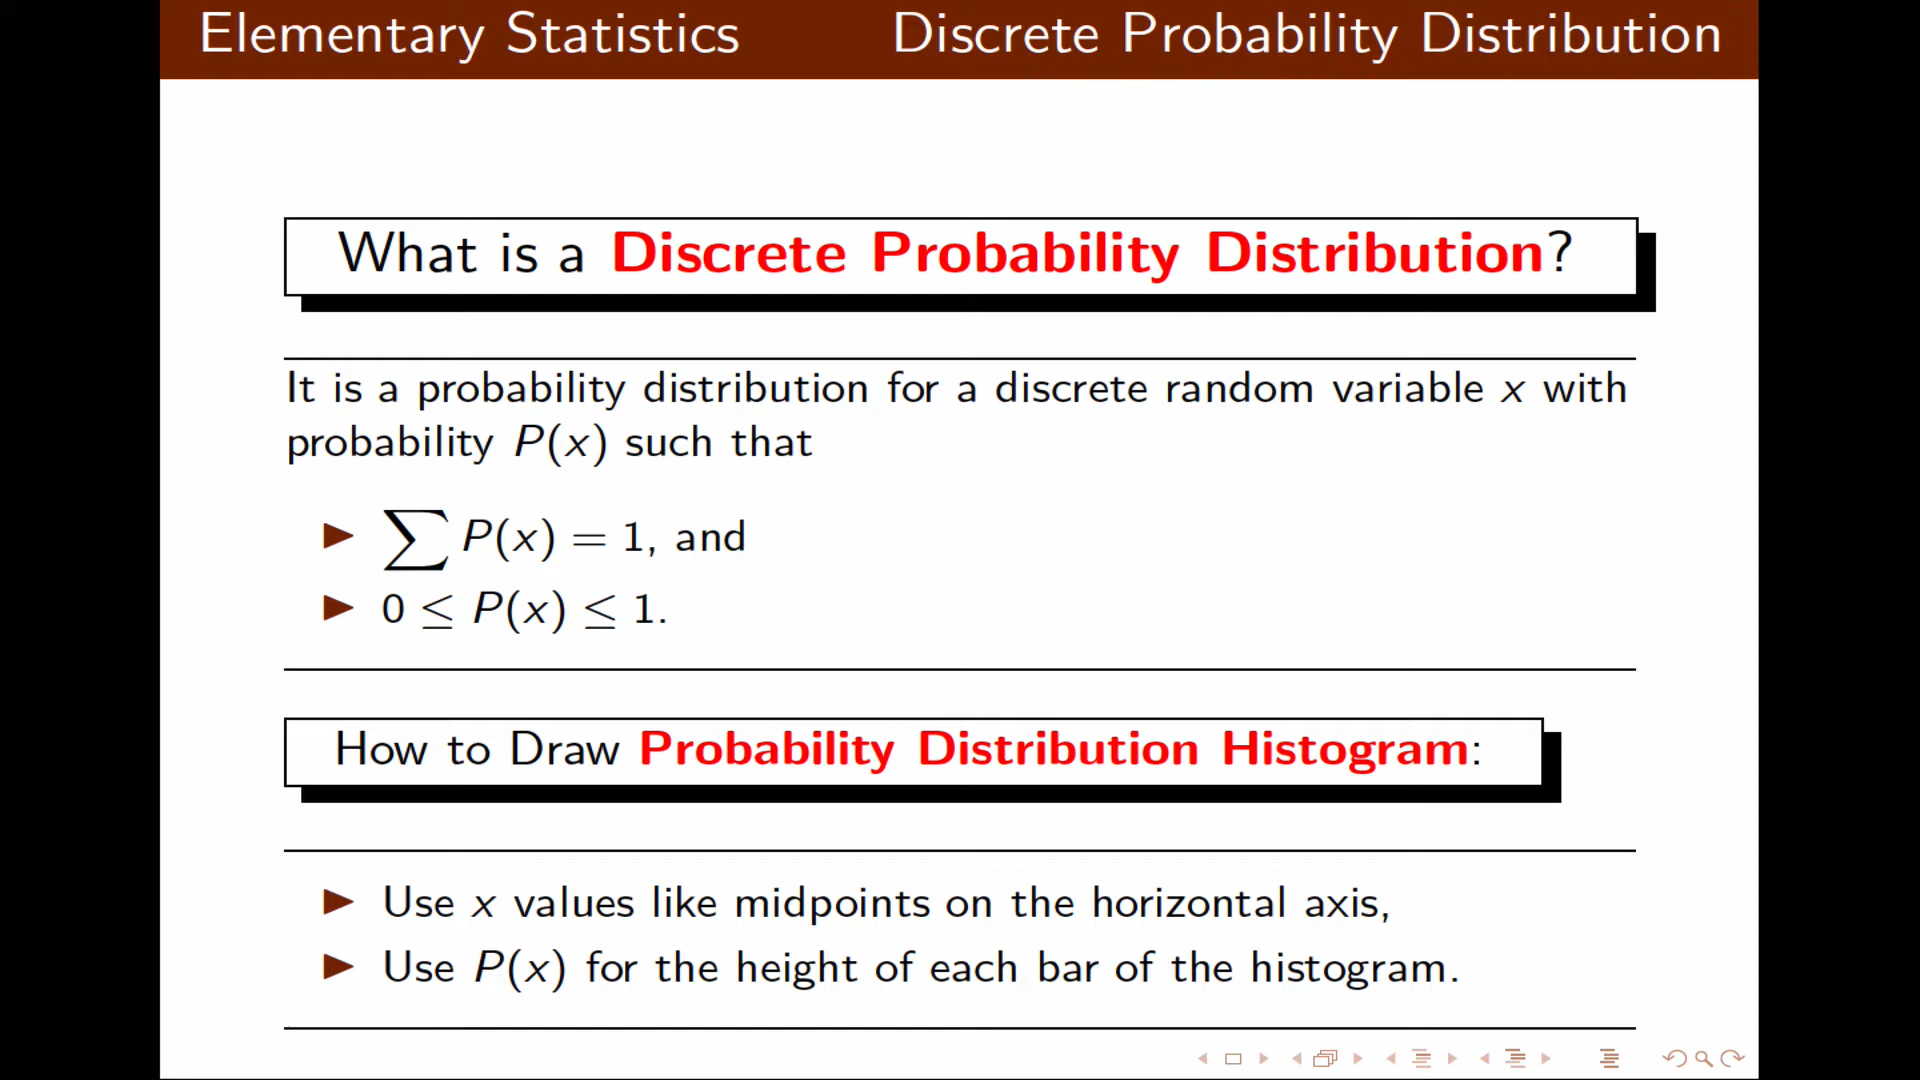 Elementary Statistics Discrete Probability Distribution
What is a Discrete Probability Distribution?
It is a probability distribution for a discrete random variable x with
probability P(x) such that
▶ ∑ P(x) = 1, and
▶ 0 ≤ P(x) ≤ 1.
How to Draw Probability Distribution Histogram:
▶ Use x values like midpoints on the horizontal axis,
▶ Use P(x) for the height of each bar of the histogram.